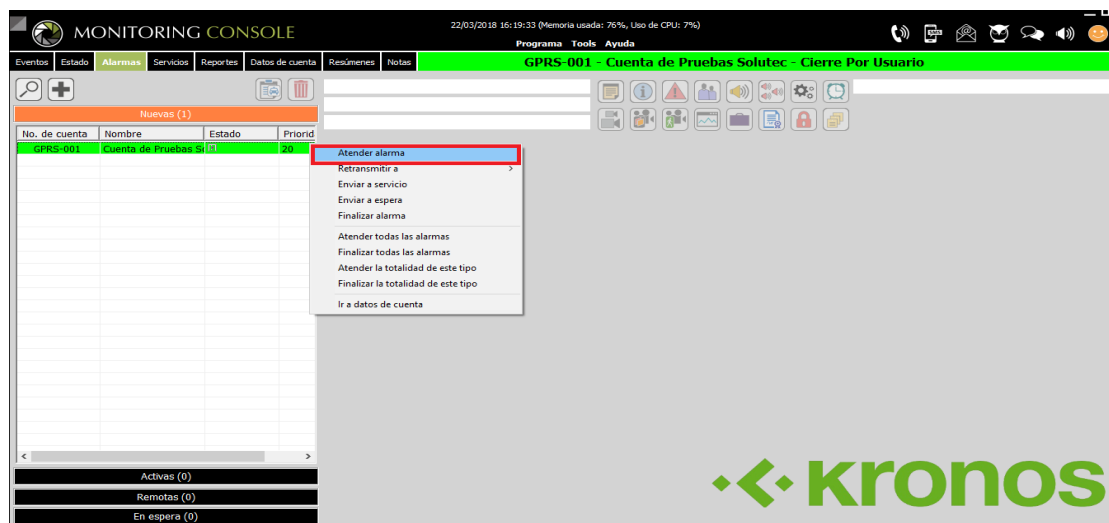 MONITORING CONSOLE
22/03/2018 16:19:33 (Memoria usada: 76%, Uso de CPU: 7%)
Programa Tools Ayuda
SMS
Eventos Estado Alarmas Servicios Reportes Datos de cuenta Resúmenes Notas
GPRS-001 - Cuenta de Pruebas Solutec - Cierre Por Usuario
Nuevas (1)
No. de cuenta Nombre Estado Priorid
GPRS-001 Cuenta de Pruebas S 20
Atender alarma
Retransmitir a
Enviar a servicio
Enviar a espera
Finalizar alarma
Atender todas las alarmas
Finalizar todas las alarmas
Atender la totalidad de este tipo
Finalizar la totalidad de este tipo
Ir a datos de cuenta
Activas (0)
Remotas (0)
En espera (0)
kronos